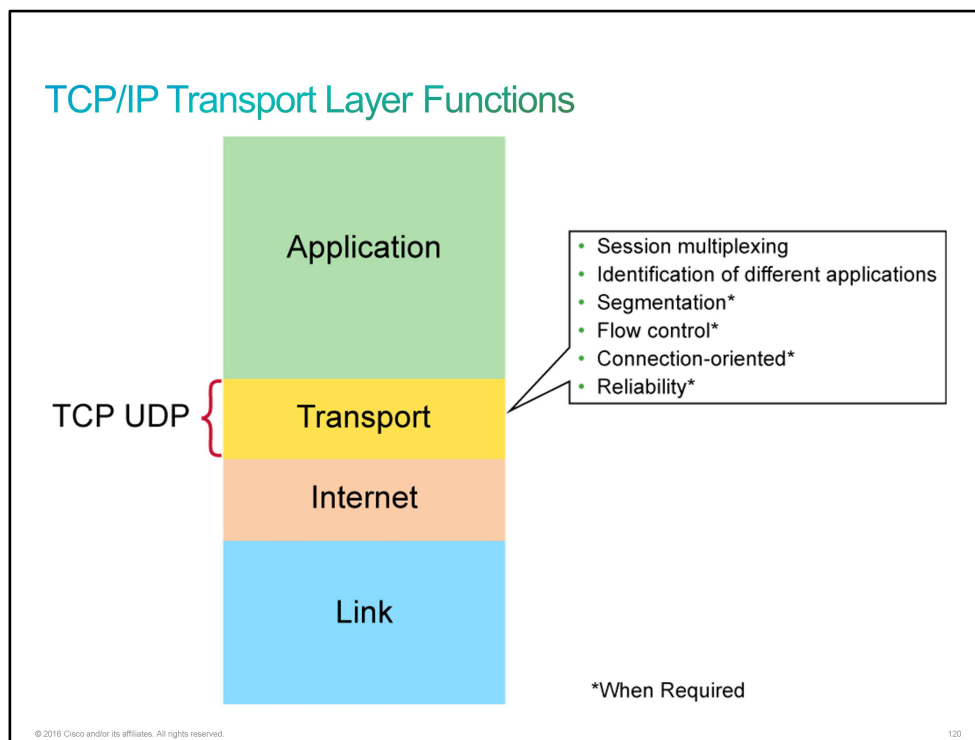 TCP/IP Transport Layer Functions
Application
• Session multiplexing
• Identification of different applications
• Segmentation*
• Flow control*
• Connection-oriented*
• Reliability*
TCP UDP
Transport
Internet
Link
*When Required
© 2016 Cisco and/or its affiliates. All rights reserved.
120